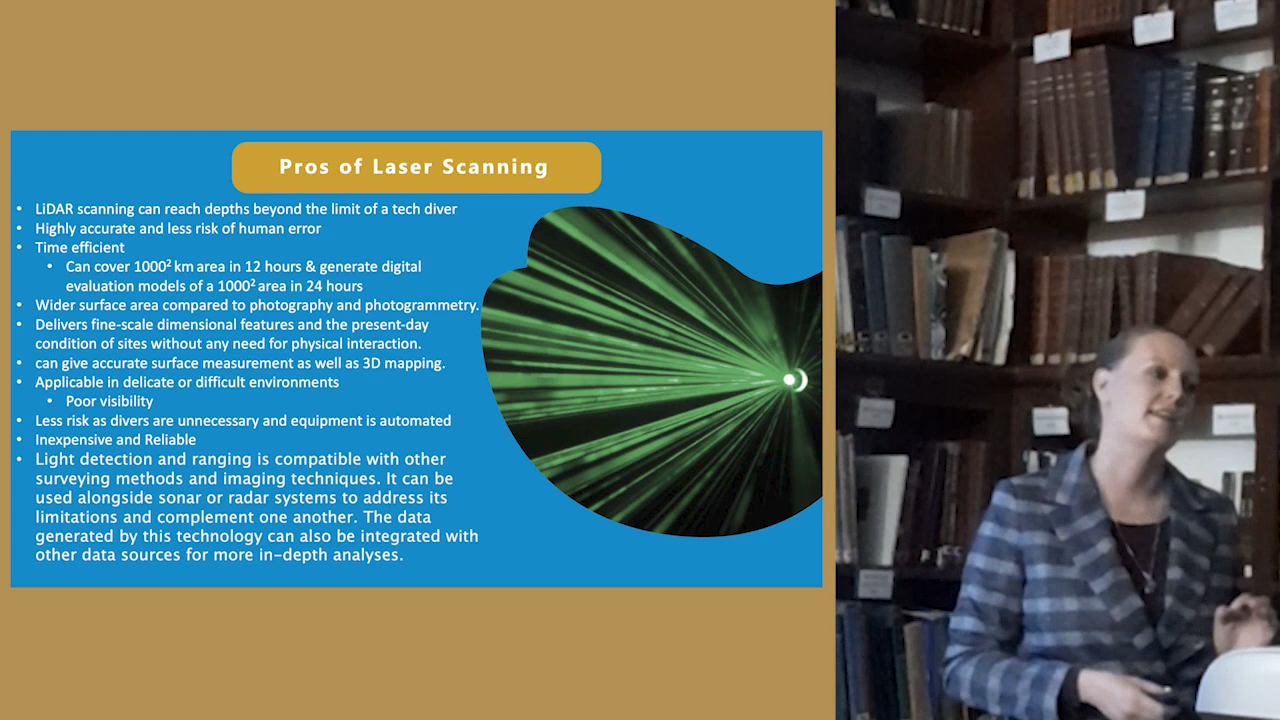 Pros of Laser Scanning
• LiDAR scanning can reach depths beyond the limit of a tech diver
• Highly accurate and less risk of human error
• Time efficient
• Can cover 1000² km area in 12 hours & generate digital
evaluation models of a 1000² area in 24 hours
• Wider surface area compared to photography and photogrammetry.
• Delivers fine-scale dimensional features and the present-day
condition of sites without any need for physical interaction.
• can give accurate surface measurement as well as 3D mapping.
• Applicable in delicate or difficult environments
• Poor visibility
• Less risk as divers are unnecessary and equipment is automated
• Inexpensive and Reliable
• Light detection and ranging is compatible with other
surveying methods and imaging techniques. It can be
used alongside sonar or radar systems to address its
limitations and complement one another. The data
generated by this technology can also be integrated with
other data sources for more in-depth analyses.